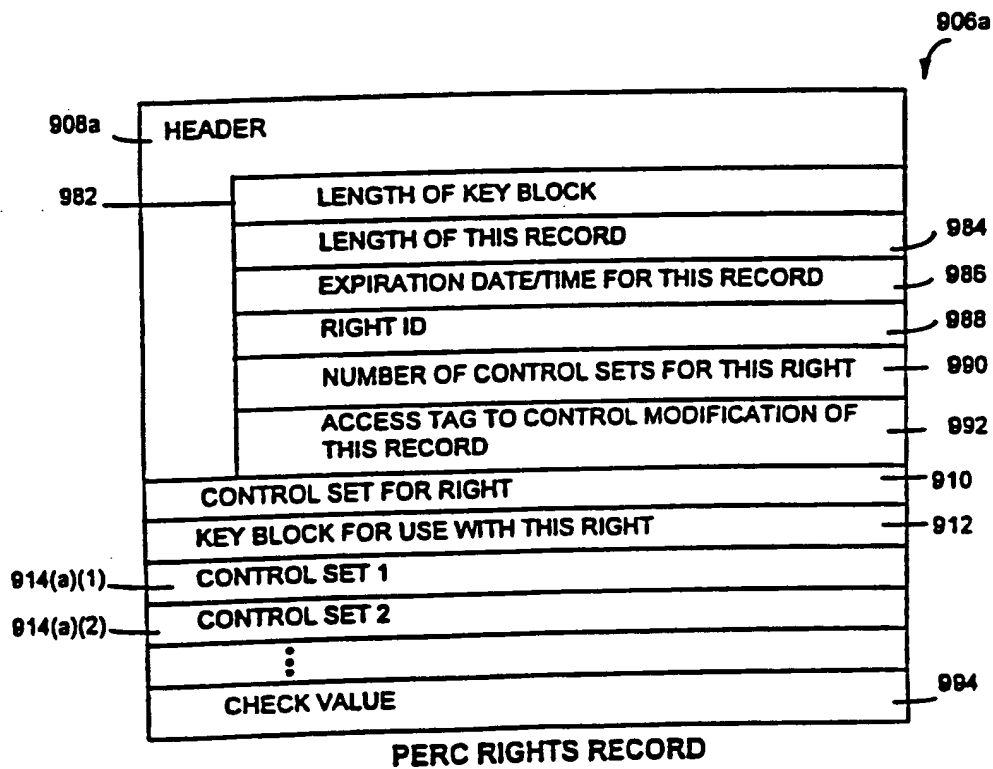 906a
908a
HEADER
982
LENGTH OF KEY BLOCK
LENGTH OF THIS RECORD
984
EXPIRATION DATE/TIME FOR THIS RECORD
986
RIGHT ID
988
NUMBER OF CONTROL SETS FOR THIS RIGHT
990
ACCESS TAG TO CONTROL MODIFICATION OF
THIS RECORD
992
CONTROL SET FOR RIGHT
910
KEY BLOCK FOR USE WITH THIS RIGHT
912
914(a)(1)
CONTROL SET 1
914(a)(2)
CONTROL SET 2
CHECK VALUE
994
PERC RIGHTS RECORD